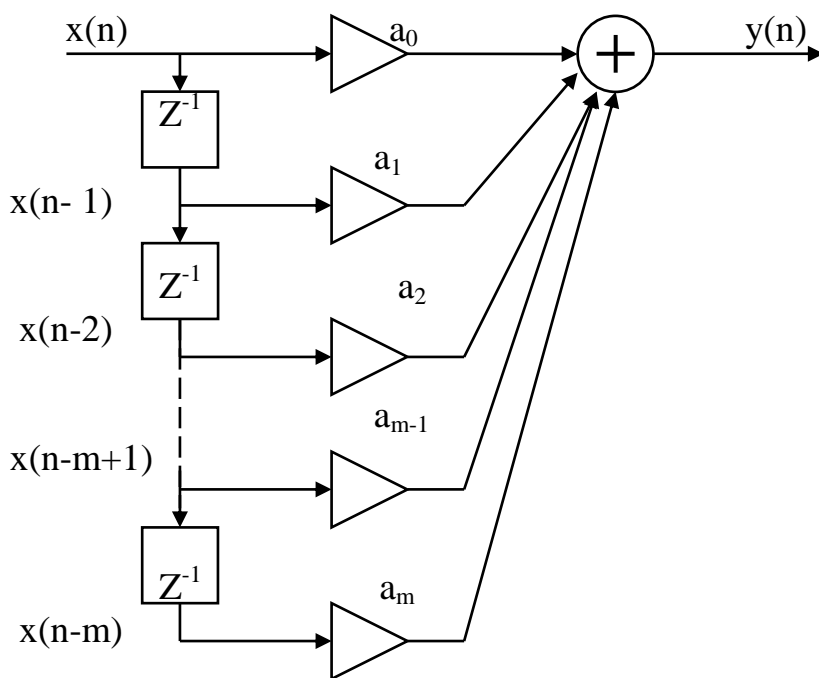 x(n) a₀ + y(n)
Z⁻¹
a₁
x(n- 1)
Z⁻¹
a₂
x(n-2)
aₘ₋₁
x(n-m+1)
Z⁻¹
aₘ
x(n-m)